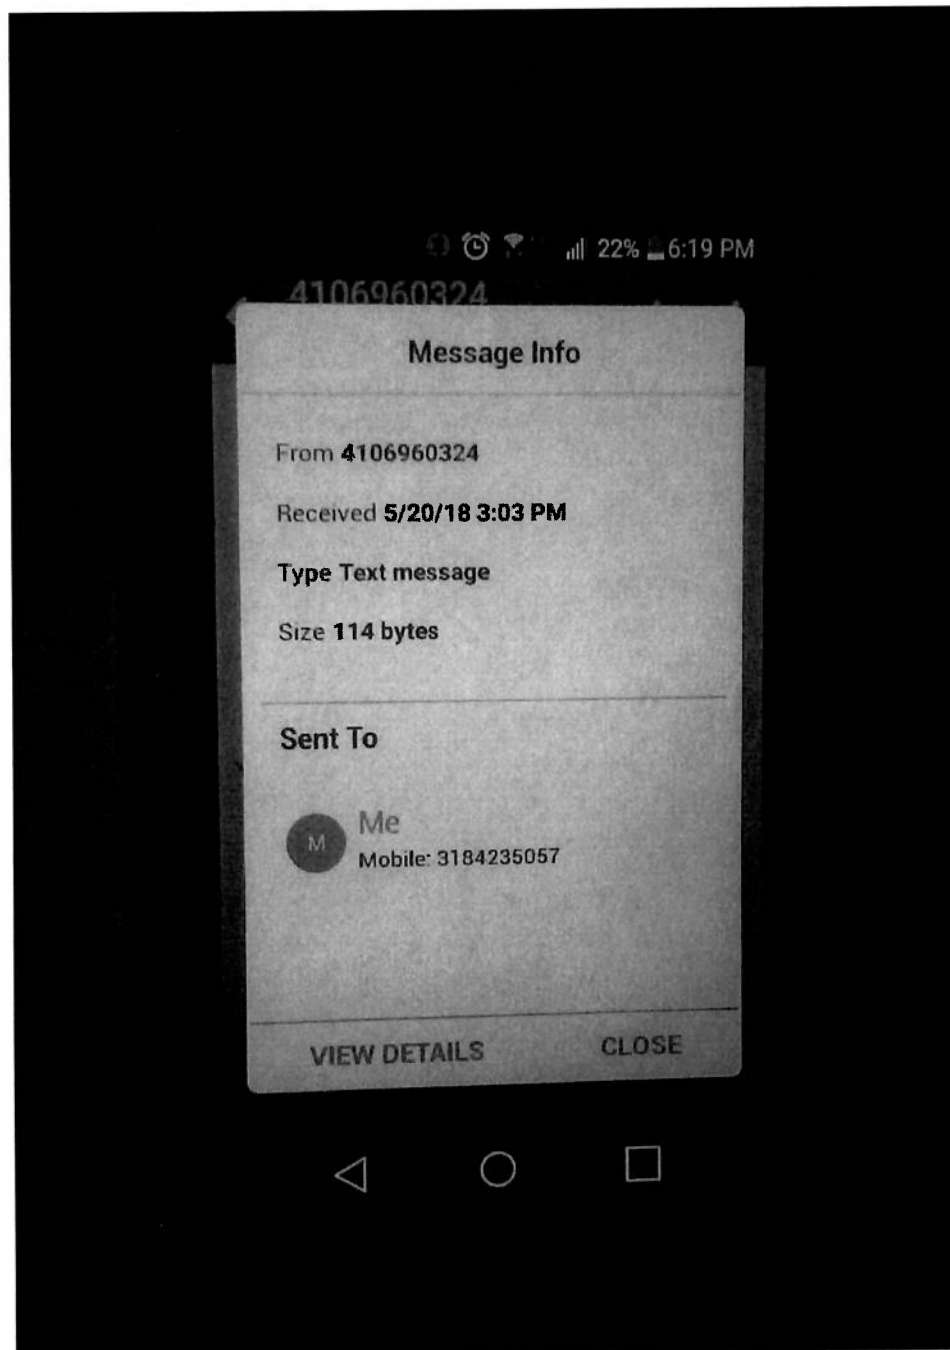 22% 6:19 PM
4106960324
Message Info
From 4106960324
Received 5/20/18 3:03 PM
Type Text message
Size 114 bytes
Sent To
M
Me
Mobile: 3184235057
VIEW DETAILS
CLOSE